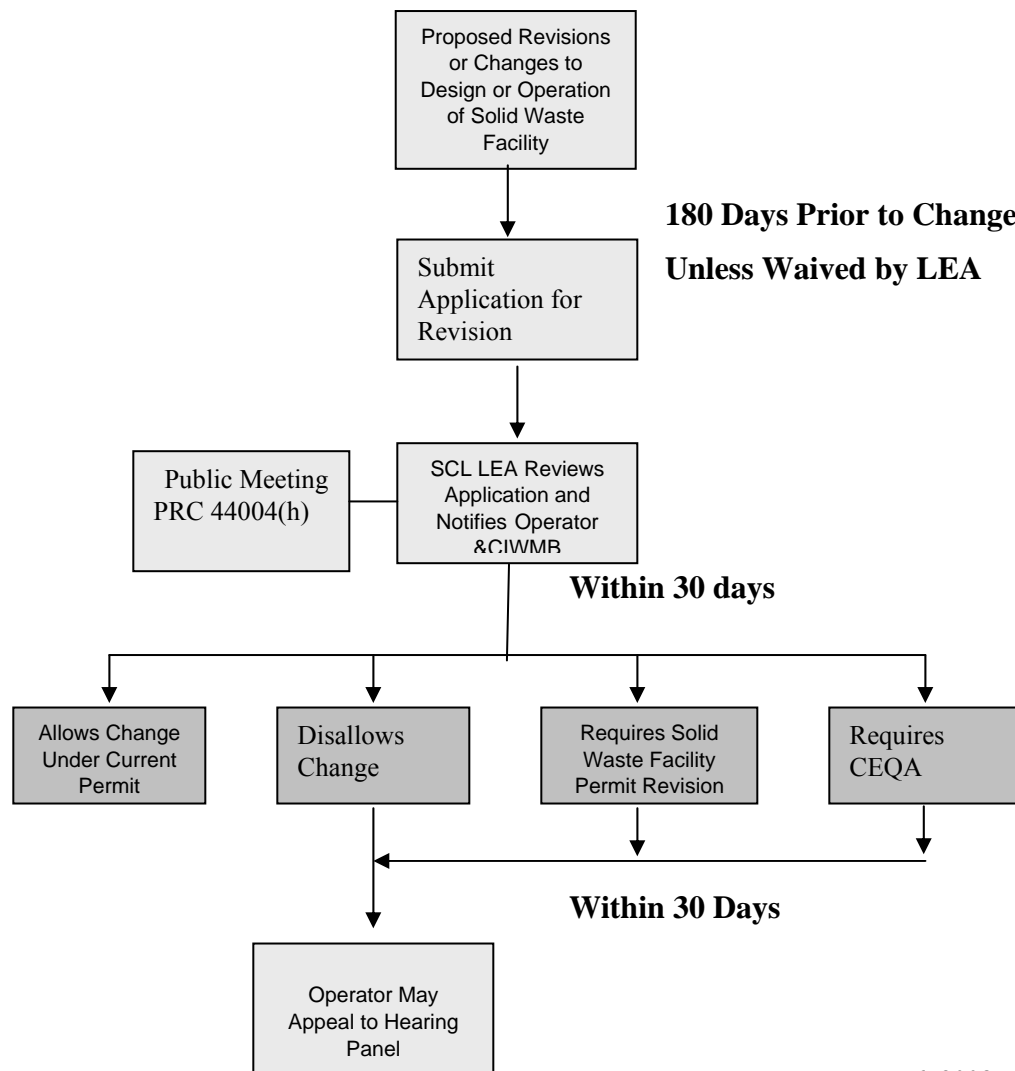 Proposed Revisions
or Changes to
Design or Operation
of Solid Waste
Facility
180 Days Prior to Change
Unless Waived by LEA
Submit
Application for
Revision
Public Meeting
PRC 44004(h)
SCL LEA Reviews
Application and
Notifies Operator
&CIWMB
Within 30 days
Allows Change
Under Current
Permit
Disallows
Change
Requires Solid
Waste Facility
Permit Revision
Requires
CEQA
Within 30 Days
Operator May
Appeal to Hearing
Panel